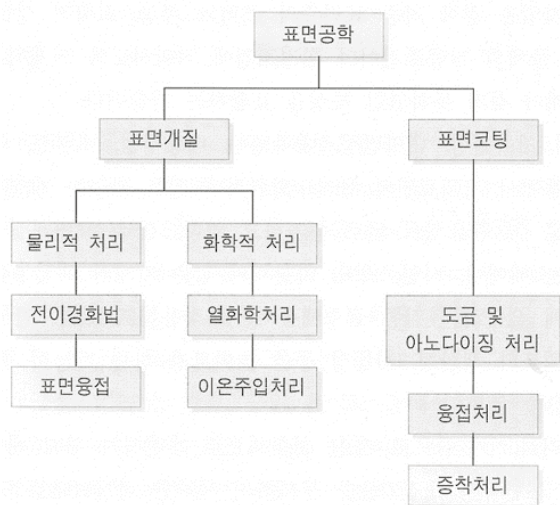 표면공학
표면개질
표면코팅
물리적 처리
화학적 처리
전이경화법
열화학처리
도금 및
아노다이징 처리
표면융접
이온주입처리
융접처리
증착처리